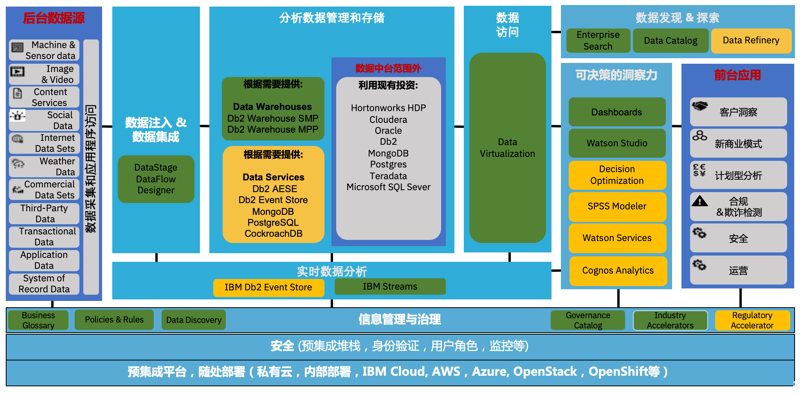 后台数据源
Machine &
Sensor data
Image
& Video
Content
Services
Social
Data
Internet
Data Sets
Weather
Data
Commercial
Data Sets
Third-Party
Data
Transactional
Data
Application
Data
System of
Record Data
数据采集和应用程序访问
数据注入 &
数据集成
DataStage
DataFlow
Designer
分析数据管理和存储
根据需要提供:
Data Warehouses
Db2 Warehouse SMP
Db2 Warehouse MPP
根据需要提供:
Data Services
Db2 AESE
Db2 Event Store
MongoDB
PostgreSQL
CockroachDB
数据中台范围外
利用现有投资:
Hortonworks HDP
Cloudera
Oracle
Db2
MongoDB
Postgres
Teradata
Microsoft SQL Sever
数据
访问
Data
Virtualization
数据发现 & 探索
Enterprise
Search
Data Catalog
Data Refinery
可决策的洞察力
Dashboards
Watson Studio
Decision
Optimization
SPSS Modeler
Watson Services
Cognos Analytics
前台应用
客户洞察
新商业模式
£€
$¥
计划型分析
合规
&欺诈检测
安全
运营
实时数据分析
IBM Db2 Event Store
IBM Streams
Business
Glossary
Policies & Rules
Data Discovery
信息管理与治理
Governance
Catalog
Industry
Accelerators
Regulatory
Accelerator
安全 (预集成堆栈，身份验证，用户角色，监控等)
预集成平台，随处部署（私有云，内部部署，IBM Cloud, AWS，Azure, OpenStack，OpenShift等）